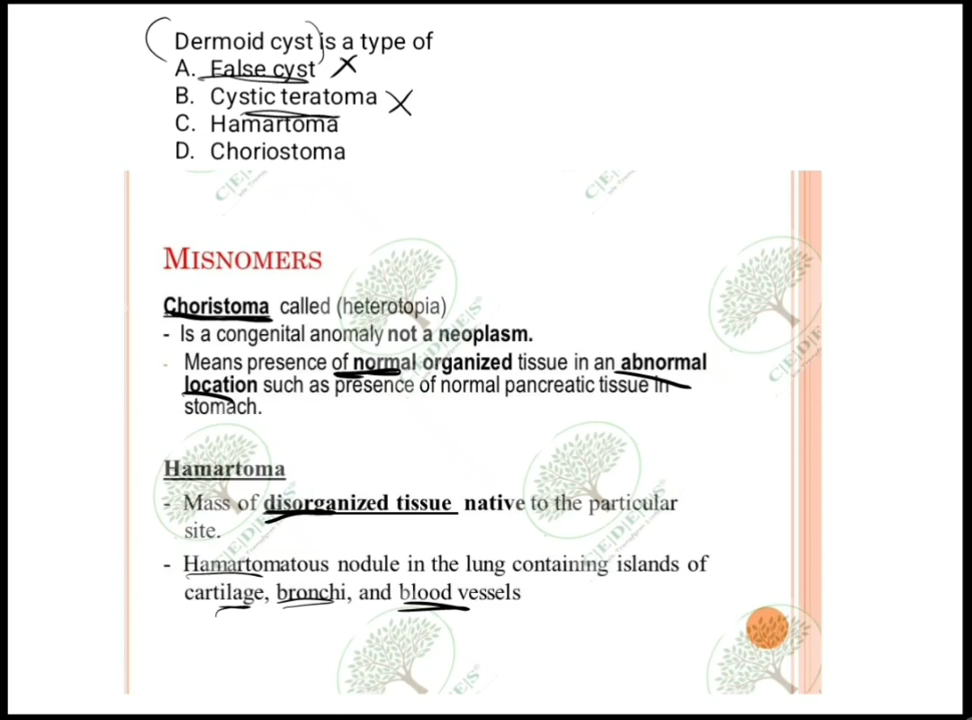 Dermoid cyst is a type of
A. False cyst X
B. Cystic teratoma X
C. Hamartoma
D. Choriostoma
MISNOMERS
Choristoma called (heterotopia)
- Is a congenital anomaly not a neoplasm.
- Means presence of normal organized tissue in an abnormal
location such as presence of normal pancreatic tissue in
stomach.
Hamartoma
- Mass of disorganized tissue native to the particular
site.
- Hamartomatous nodule in the lung containing islands of
cartilage, bronchi, and blood vessels